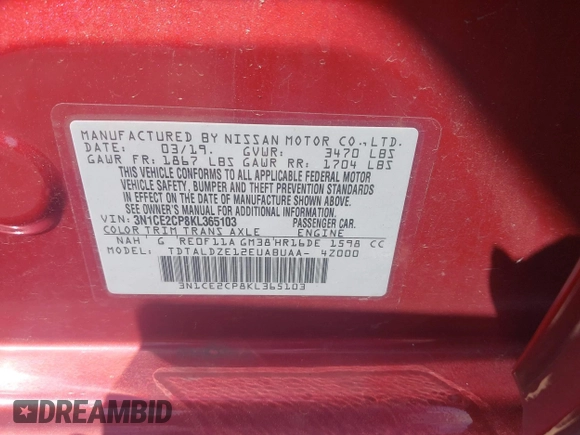 MANUFACTURED BY NISSAN MOTOR CO.,LTD.
DATE: 03/19. GVWR: 3470 LBS
GAWR FR: 1867 LBS GAWR RR: 1704 LBS
THIS VEHICLE CONFORMS TO ALL APPLICABLE FEDERAL MOTOR
VEHICLE SAFETY, BUMPER AND THEFT PREVENTION STANDARDS
IN EFFECT ON THE DATE OF MANUFACTURE SHOWN ABOVE.
SEE OWNER'S MANUAL FOR ADDITIONAL INFORMATION.
VIN: 3N1CE2CP8KL365103 PASSENGER CAR.
COLOR TRIM TRANS AXLE ENGINE
NAH G RE0F11A GM38 HR16DE 1598 CC
MODEL: TDTALDZE12EUABUAA- 4Z000
3N1CE2CP8KL365103
DREAMBID